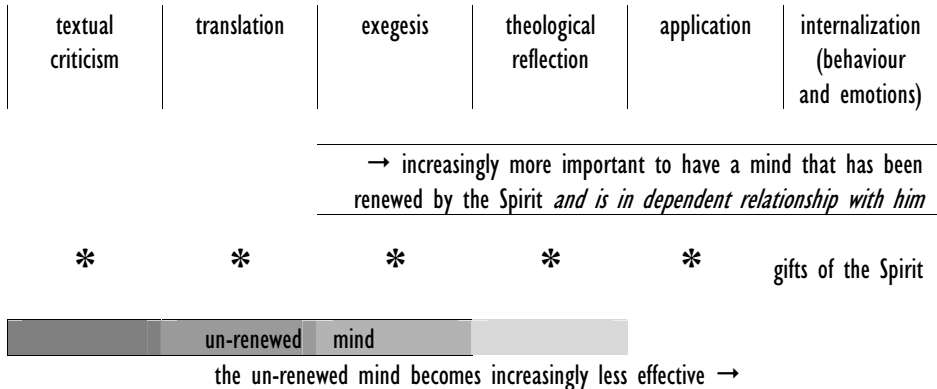 textual criticism
translation
exegesis
theological reflection
application
internalization (behaviour and emotions)
→ increasingly more important to have a mind that has been
renewed by the Spirit and is in dependent relationship with him
* * * * * gifts of the Spirit
un-renewed mind
the un-renewed mind becomes increasingly less effective →